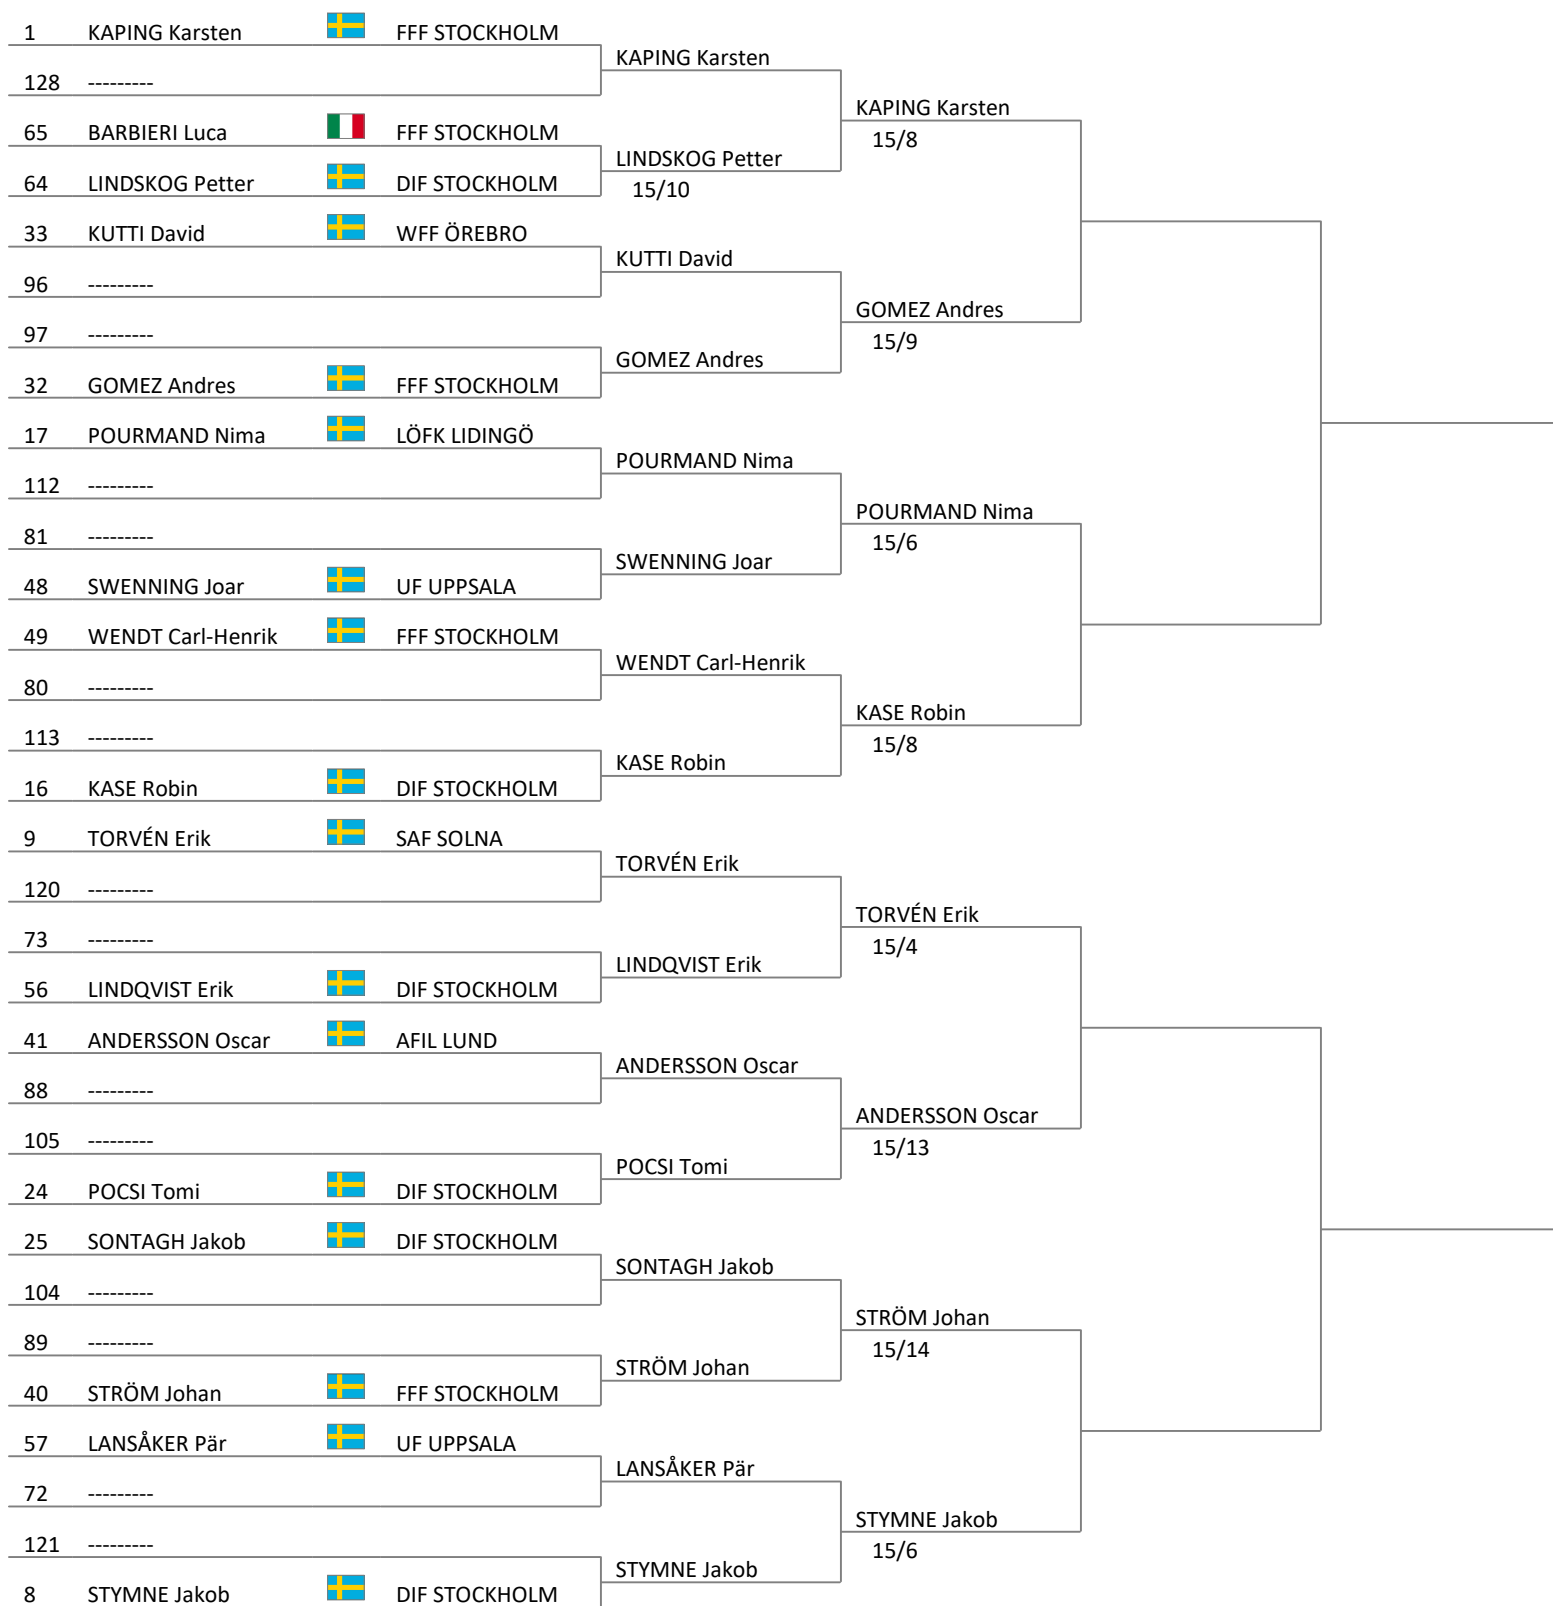 1 KAPING Karsten FFF STOCKHOLM
KAPING Karsten
128 ---------
KAPING Karsten
15/8
65 BARBIERI Luca FFF STOCKHOLM
LINDSKOG Petter
15/10
64 LINDSKOG Petter DIF STOCKHOLM
33 KUTTI David WFF ÖREBRO
KUTTI David
96 ---------
GOMEZ Andres
15/9
97 ---------
GOMEZ Andres
32 GOMEZ Andres FFF STOCKHOLM
17 POURMAND Nima LÖFK LIDINGÖ
POURMAND Nima
112 ---------
POURMAND Nima
15/6
81 ---------
SWENNING Joar
48 SWENNING Joar UF UPPSALA
49 WENDT Carl-Henrik FFF STOCKHOLM
WENDT Carl-Henrik
80 ---------
KASE Robin
15/8
113 ---------
KASE Robin
16 KASE Robin DIF STOCKHOLM
9 TORVÉN Erik SAF SOLNA
TORVÉN Erik
120 ---------
TORVÉN Erik
15/4
73 ---------
LINDQVIST Erik
56 LINDQVIST Erik DIF STOCKHOLM
41 ANDERSSON Oscar AFIL LUND
ANDERSSON Oscar
88 ---------
ANDERSSON Oscar
15/13
105 ---------
POCSI Tomi
24 POCSI Tomi DIF STOCKHOLM
25 SONTAGH Jakob DIF STOCKHOLM
SONTAGH Jakob
104 ---------
STRÖM Johan
15/14
89 ---------
STRÖM Johan
40 STRÖM Johan FFF STOCKHOLM
57 LANSÅKER Pär UF UPPSALA
LANSÅKER Pär
72 ---------
STYMNE Jakob
15/6
121 ---------
STYMNE Jakob
8 STYMNE Jakob DIF STOCKHOLM